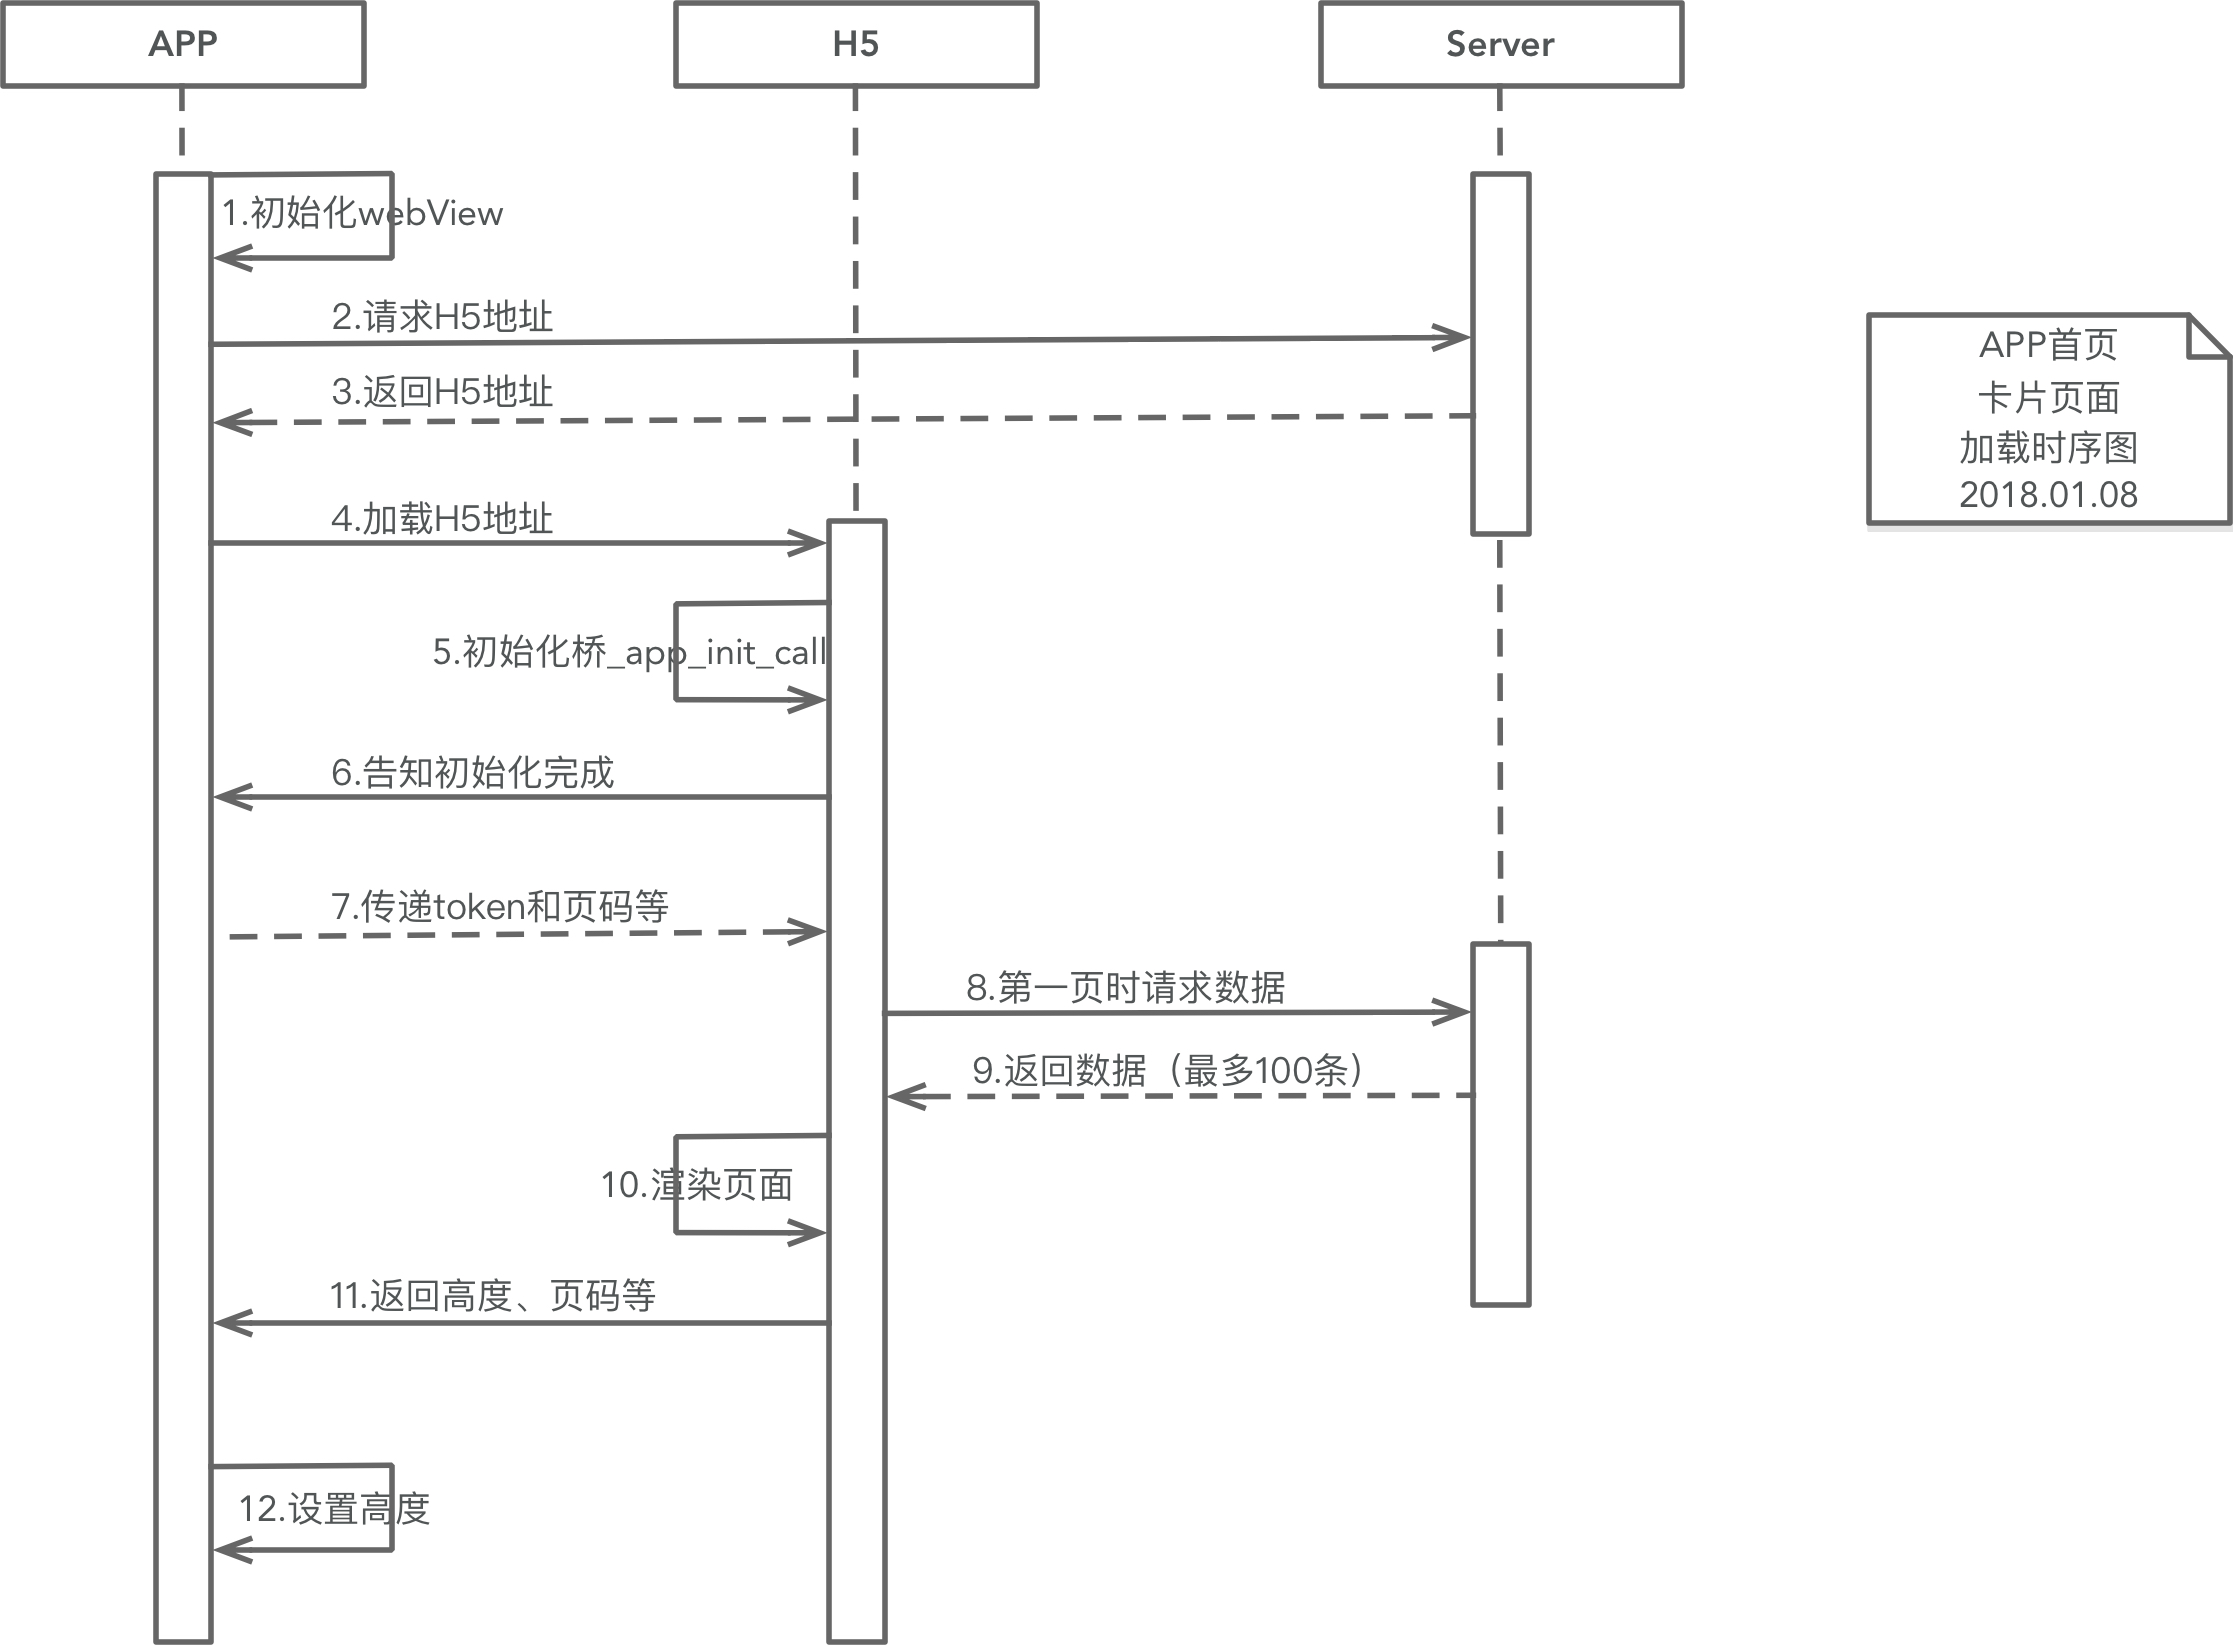 APP
H5
Server
1.初始化webView
2.请求H5地址
APP首页
卡片页面
加载时序图
2018.01.08
3.返回H5地址
4.加载H5地址
5.初始化桥_app_init_call
6.告知初始化完成
7.传递token和页码等
8.第一页时请求数据
9.返回数据（最多100条）
10.渲染页面
11.返回高度、页码等
12.设置高度